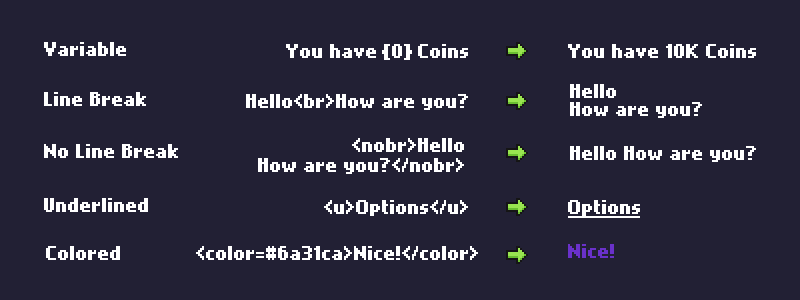 Variable You have {0} Coins You have 10K Coins
Line Break Hello<br>How are you? Hello
How are you?
No Line Break <nobr>Hello
How are you?</nobr> Hello How are you?
Underlined <u>Options</u> Options
Colored <color=#6a31ca>Nice!</color> Nice!